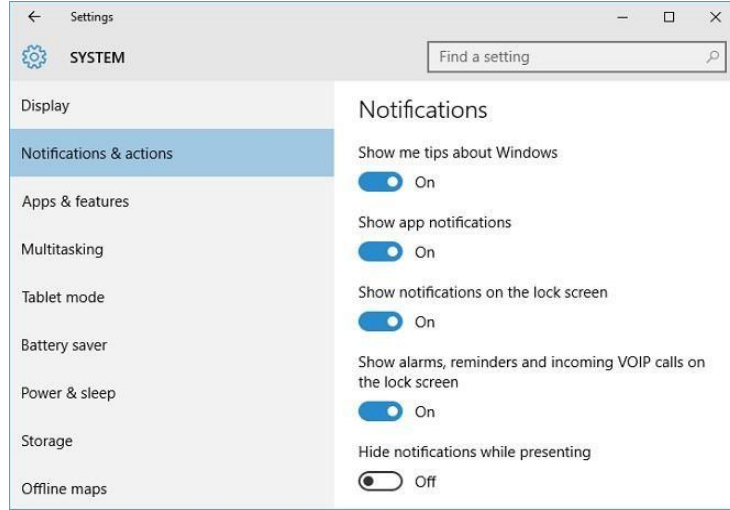 Settings
SYSTEM
Find a setting
Display
Notifications & actions
Apps & features
Multitasking
Tablet mode
Battery saver
Power & sleep
Storage
Offline maps
Notifications
Show me tips about Windows
On
Show app notifications
On
Show notifications on the lock screen
On
Show alarms, reminders and incoming VOIP calls on
the lock screen
On
Hide notifications while presenting
Off